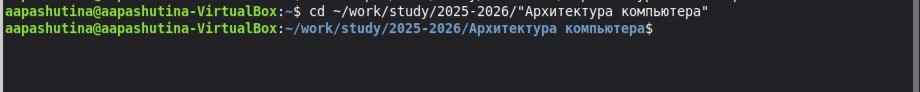 aapashutina@aapashutina-VirtualBox:~$ cd ~/work/study/2025-2026/"Архитектура компьютера"
aapashutina@aapashutina-VirtualBox:~/work/study/2025-2026/Архитектура компьютера$